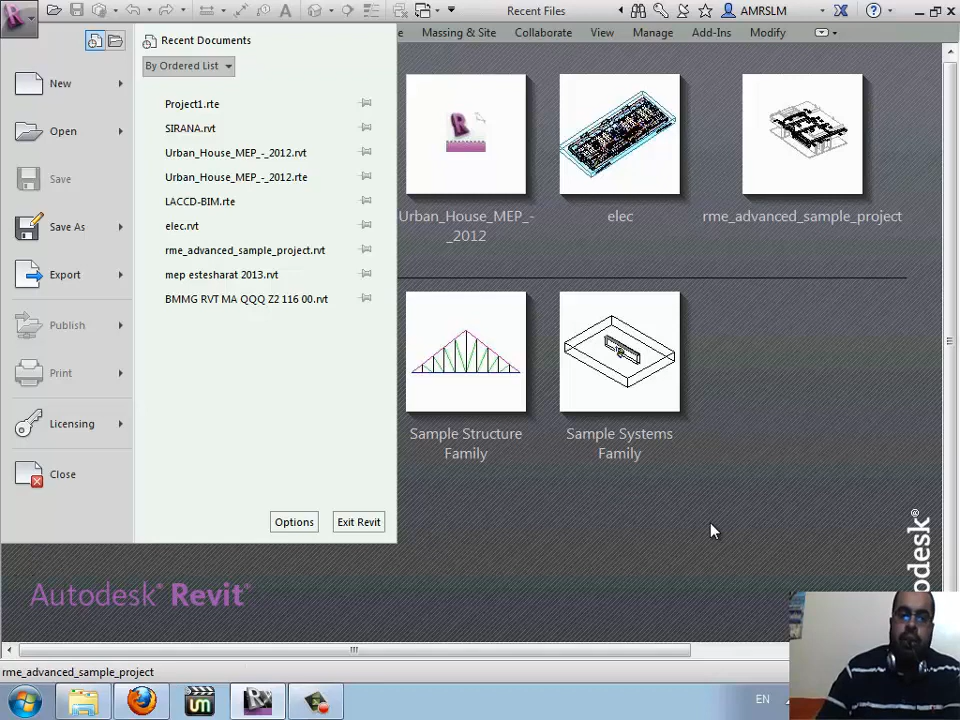 Recent Files
AMRSLM
Massing & Site
Collaborate
View
Manage
Add-Ins
Modify
Recent Documents
By Ordered List
New
Open
Save
Save As
Export
Publish
Print
Licensing
Close
Project1.rte
SIRANA.rvt
Urban_House_MEP_-_2012.rvt
Urban_House_MEP_-_2012.rte
LACCD-BIM.rte
elec.rvt
rme_advanced_sample_project.rvt
mep estesharat 2013.rvt
BMMG RVT MA QQQ Z2 116 00.rvt
Options
Exit Revit
Urban_House_MEP_-
_2012
elec
rme_advanced_sample_project
Sample Structure
Family
Sample Systems
Family
Autodesk® Revit®
odesk®
rme_advanced_sample_project
EN